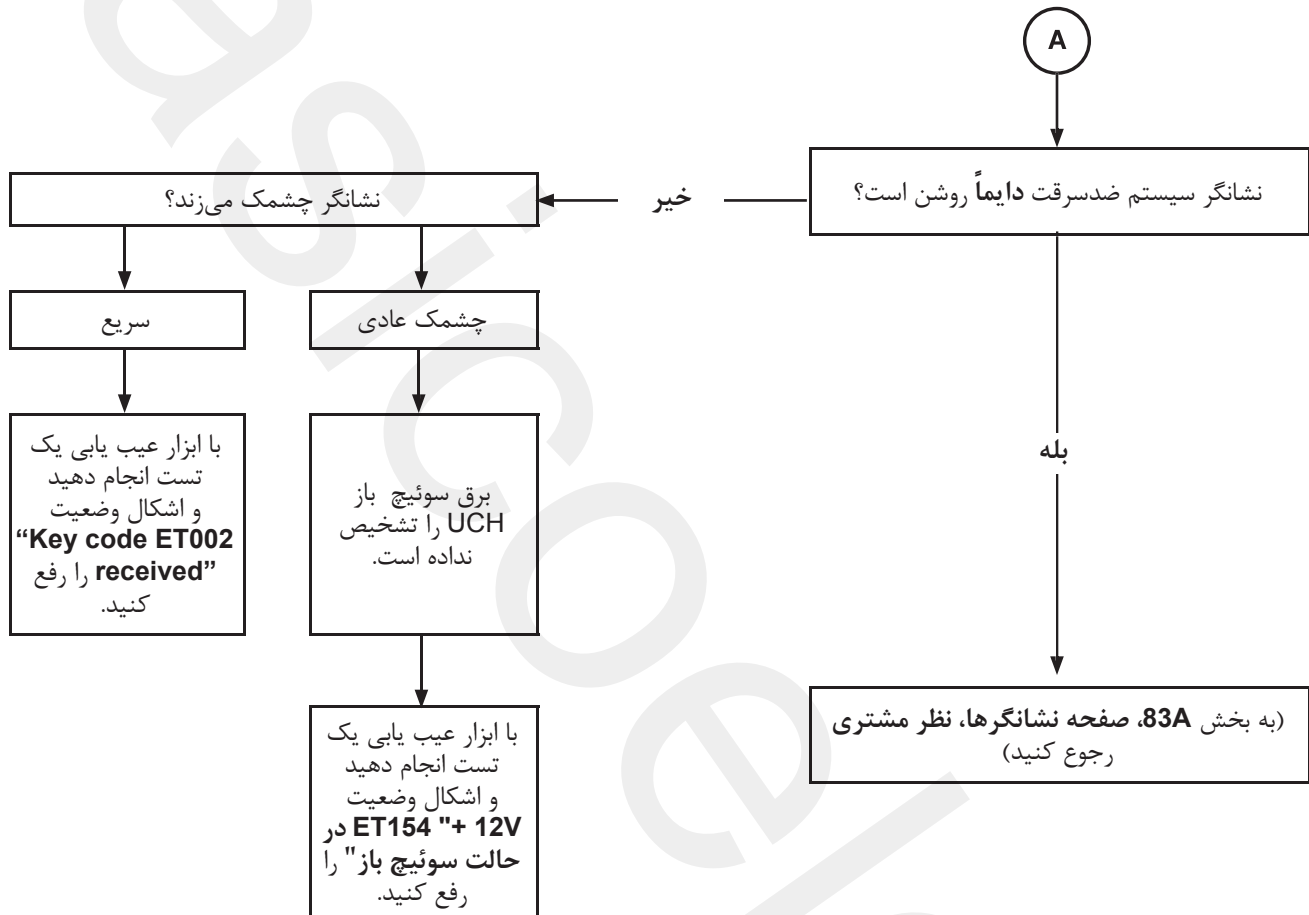 A
نشانگر سیستم ضدسرقت دایماً روشن است؟
خیر
نشانگر چشمک می‌زند؟
سریع
چشمک عادی
با ابزار عیب یابی یک
تست انجام دهید
و اشکال وضعیت
“Key code ET002
received” را رفع
کنید.
برق سوئیچ باز
UCH را تشخیص
نداده است.
بله
با ابزار عیب یابی یک
تست انجام دهید
و اشکال وضعیت
ET154 "+ 12V در
حالت سوئیچ باز" را
رفع کنید.
(به بخش 83A، صفحه نشانگرها، نظر مشتری
رجوع کنید)